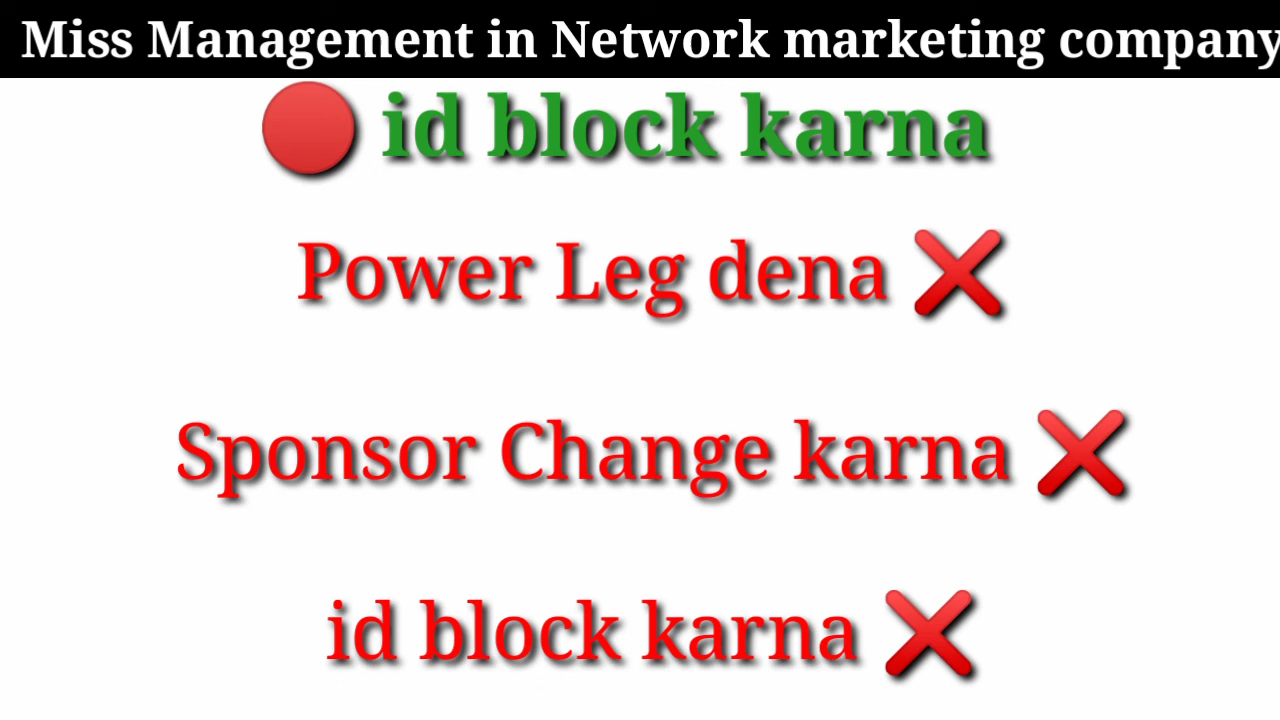 Miss Management in Network marketing company
🔴 id block karna
Power Leg dena ❌
Sponsor Change karna ❌
id block karna ❌